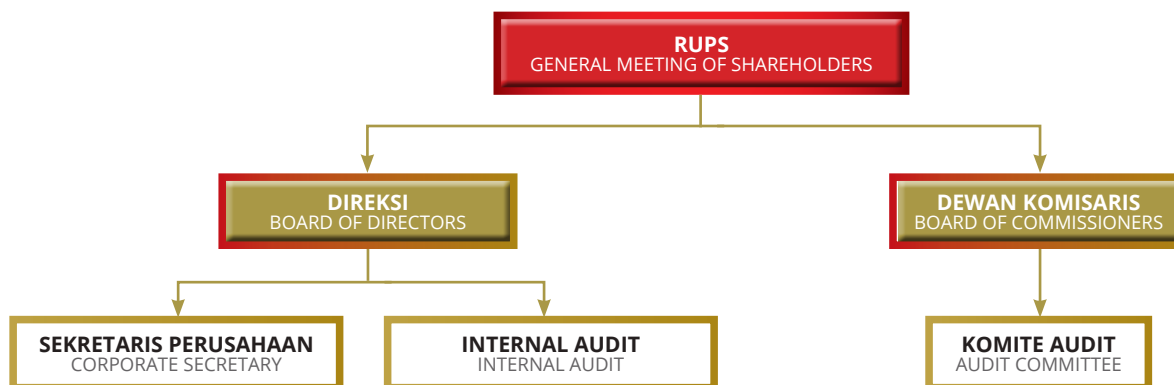 RUPS
GENERAL MEETING OF SHAREHOLDERS
DIREKSI
BOARD OF DIRECTORS
DEWAN KOMISARIS
BOARD OF COMMISSIONERS
SEKRETARIS PERUSAHAAN
CORPORATE SECRETARY
INTERNAL AUDIT
INTERNAL AUDIT
KOMITE AUDIT
AUDIT COMMITTEE